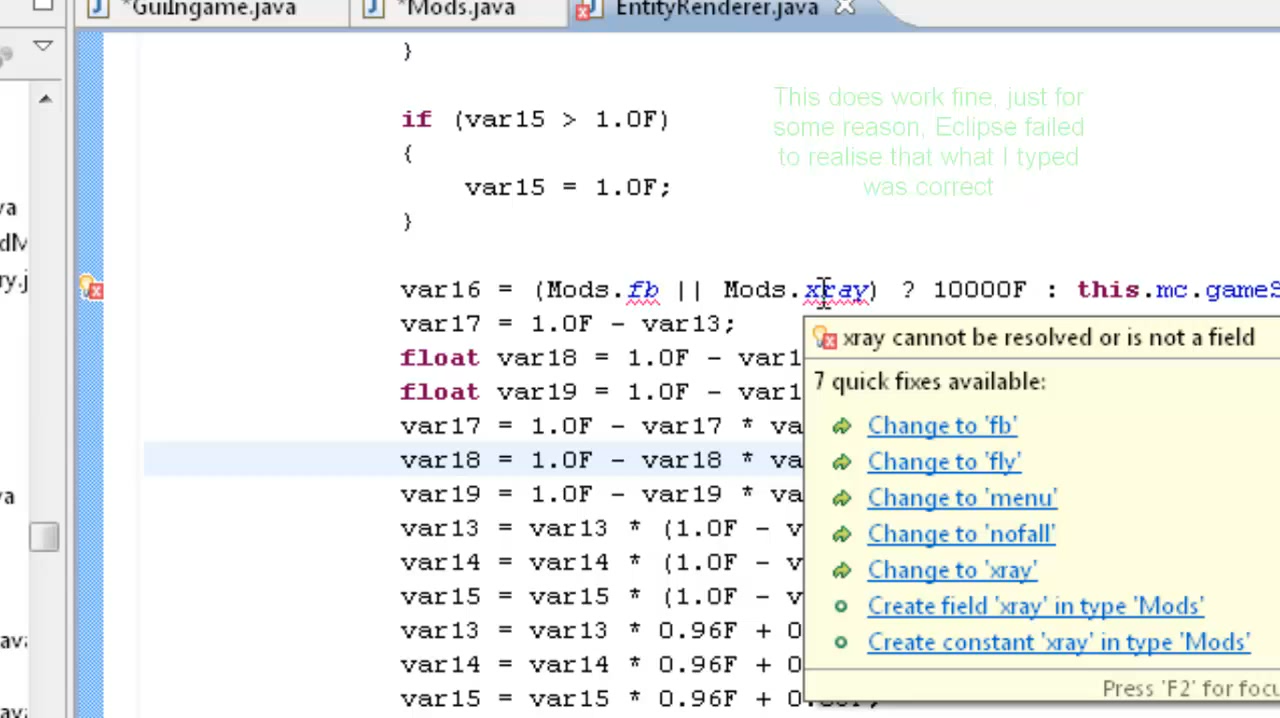 *GuiIngame.java
*Mods.java
EntityRenderer.java
}
This does work fine, just for
some reason, Eclipse failed
to realise that what I typed
was correct
if (var15 > 1.0F)
{
var15 = 1.0F;
}
var16 = (Mods.fb || Mods.xray) ? 10000F : this.mc.gameS
var17 = 1.0F - var13;
float var18 = 1.0F - var1
float var19 = 1.0F - var1
var17 = 1.0F - var17 * va
var18 = 1.0F - var18 * va
var19 = 1.0F - var19 * va
var13 = var13 * (1.0F - v
var14 = var14 * (1.0F - v
var15 = var15 * (1.0F - v
var13 = var13 * 0.96F + 0
var14 = var14 * 0.96F + 0
var15 = var15 * 0.96F + 0.
xray cannot be resolved or is not a field
7 quick fixes available:
Change to 'fb'
Change to 'fly'
Change to 'menu'
Change to 'nofall'
Change to 'xray'
Create field 'xray' in type 'Mods'
Create constant 'xray' in type 'Mods'
Press 'F2' for focu
va
dM
ry.j
va
ava
ava